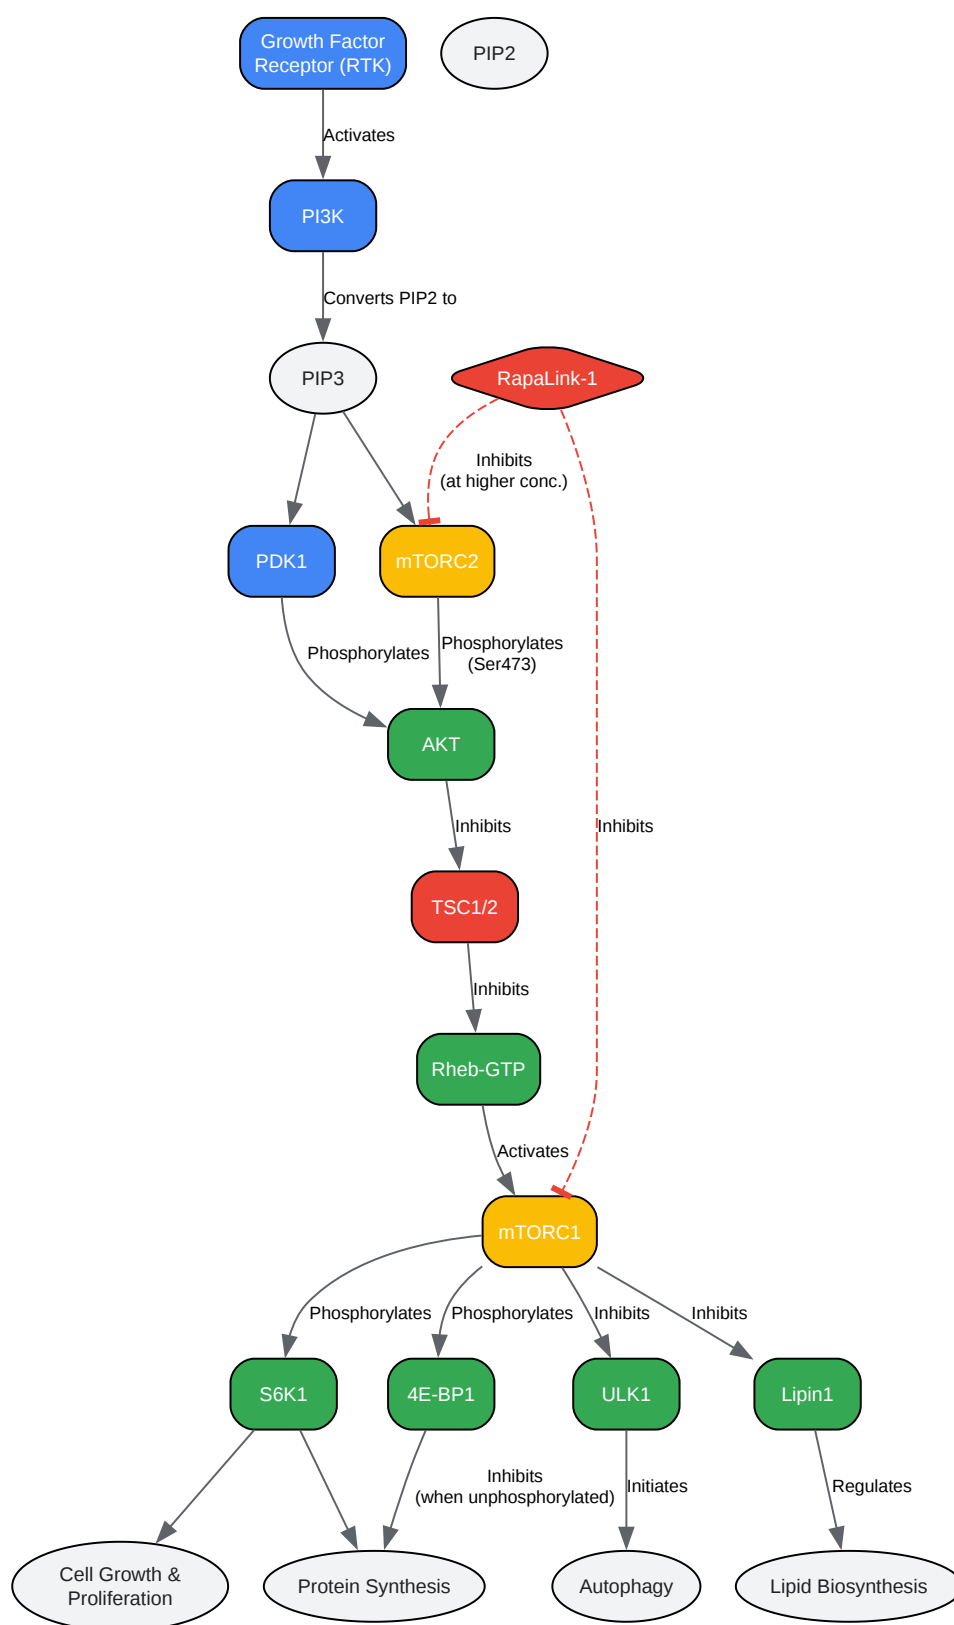 Growth Factor
Receptor (RTK)
PIP2
Activates
PI3K
Converts PIP2 to
PIP3
RapaLink-1
Inhibits
(at higher conc.)
PDK1
mTORC2
Phosphorylates
Phosphorylates
(Ser473)
AKT
Inhibits
Inhibits
TSC1/2
Inhibits
Rheb-GTP
Activates
mTORC1
Phosphorylates
Phosphorylates
Inhibits
Inhibits
S6K1
4E-BP1
ULK1
Lipin1
Inhibits
(when unphosphorylated)
Initiates
Regulates
Cell Growth &
Proliferation
Protein Synthesis
Autophagy
Lipid Biosynthesis